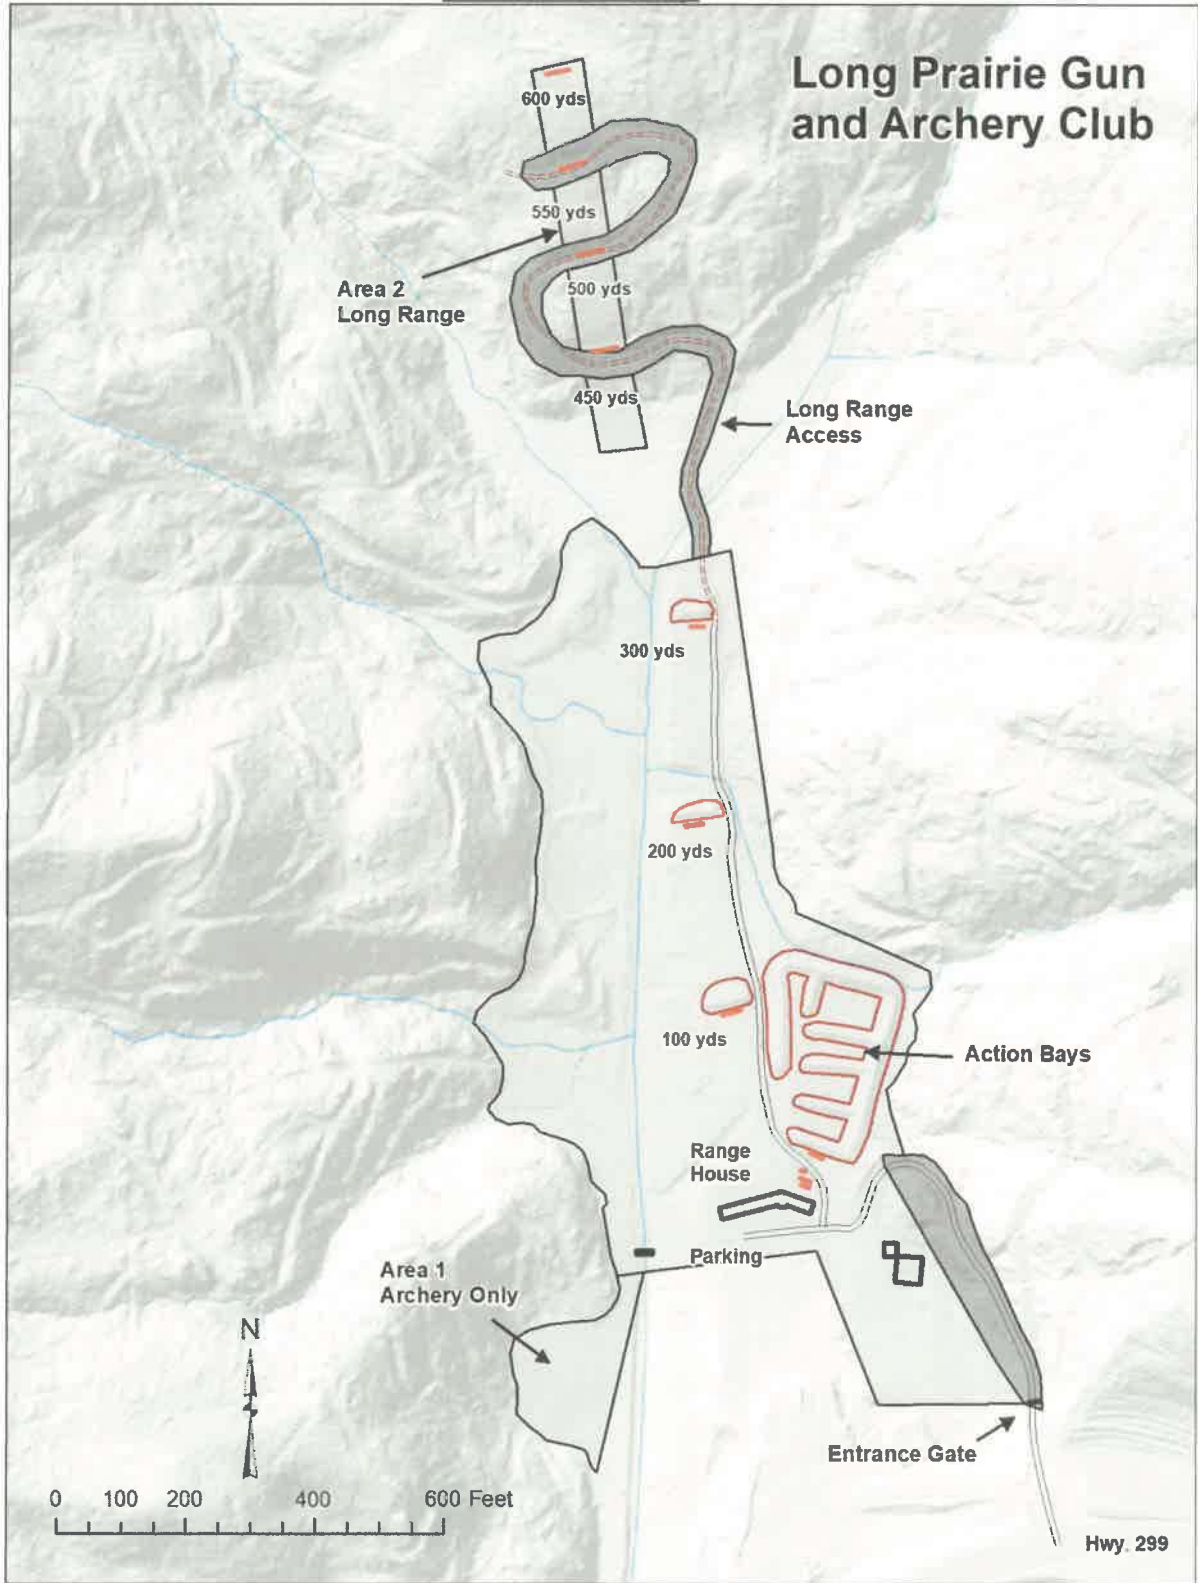 Long Prairie Gun
and Archery Club
600 yds
550 yds
Area 2
Long Range
500 yds
450 yds
Long Range
Access
300 yds
200 yds
100 yds
Action Bays
Range
House
Parking
Area 1
Archery Only
N
Entrance Gate
0 100 200 400 600 Feet
Hwy. 299